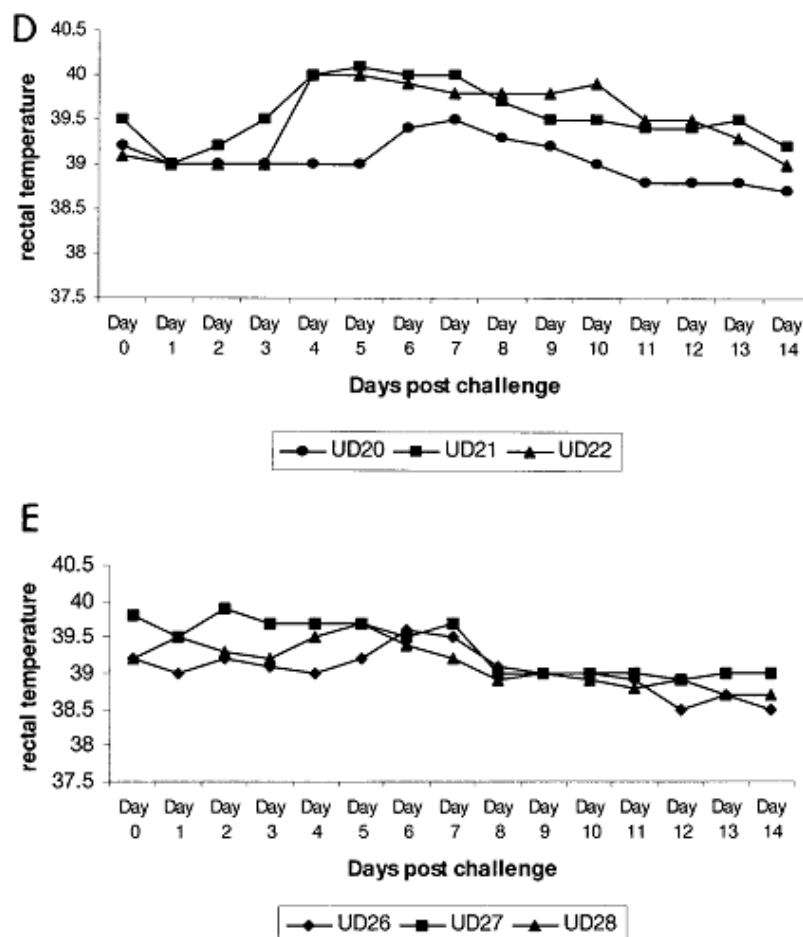 D
40.5
40
39.5
39
38.5
38
37.5
rectal temperature
Day Day Day Day Day Day Day Day Day Day Day Day Day Day Day
0 1 2 3 4 5 6 7 8 9 10 11 12 13 14
Days post challenge
UD20 UD21 UD22
E
40.5
40
39.5
39
38.5
38
37.5
rectal temperature
Day Day Day Day Day Day Day Day Day Day Day Day Day Day Day
0 1 2 3 4 5 6 7 8 9 10 11 12 13 14
Days post challenge
UD26 UD27 UD28